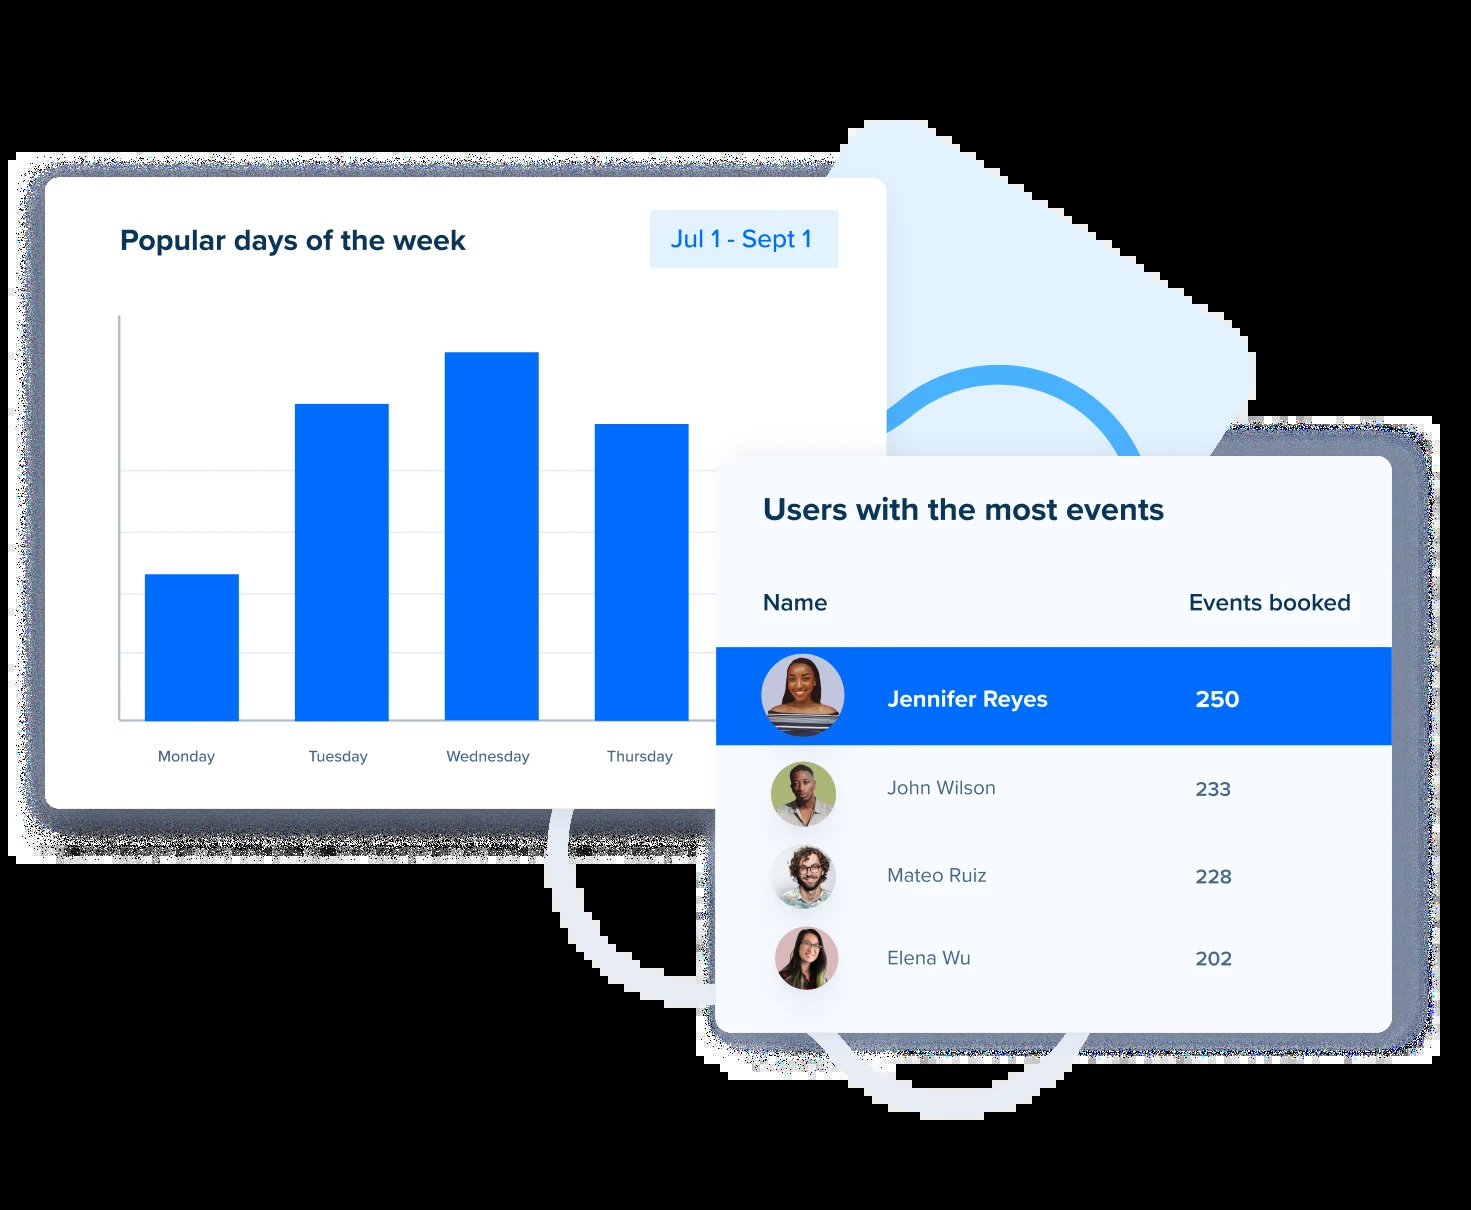 Popular days of the week
Jul 1 - Sept 1
Monday
Tuesday
Wednesday
Thursday
Users with the most events
Name Events booked
Jennifer Reyes 250
John Wilson 233
Mateo Ruiz 228
Elena Wu 202